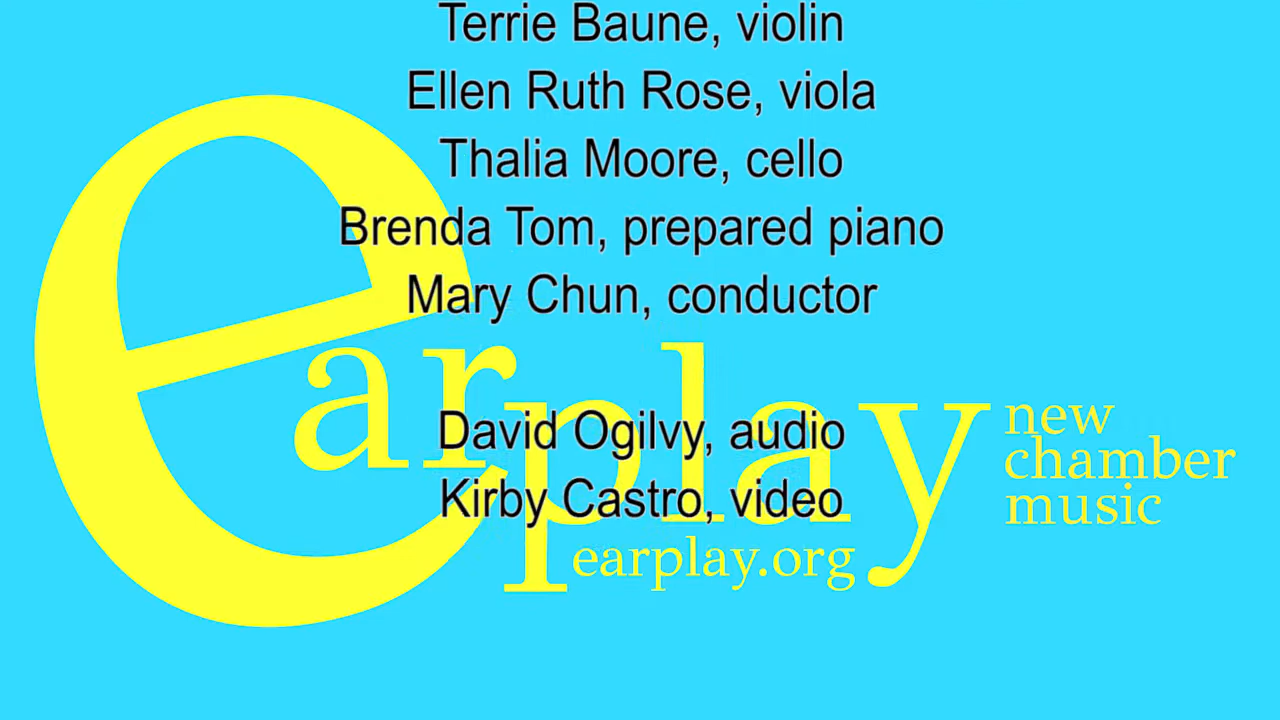 Terrie Baune, violin
Ellen Ruth Rose, viola
Thalia Moore, cello
Brenda Tom, prepared piano
Mary Chun, conductor
David Ogilvy, audio
Kirby Castro, video
earplay
new
chamber
music
earplay.org